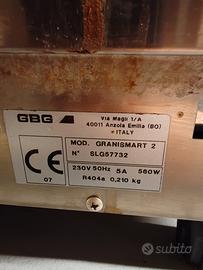 GBG
Via Magli 1/A
40011 Anzola Emilia (BO)
ITALY
MOD. GRANISMART 2
N° SLG57732
CE
230V 50Hz 5A 560W
07
R404a 0,210 kg
subito